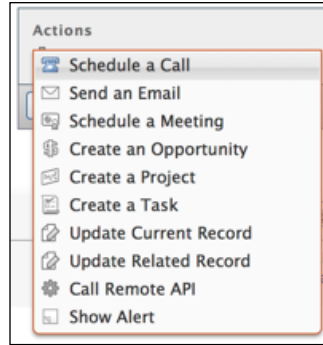 Actions
Schedule a Call
Send an Email
Schedule a Meeting
Create an Opportunity
Create a Project
Create a Task
Update Current Record
Update Related Record
Call Remote API
Show Alert